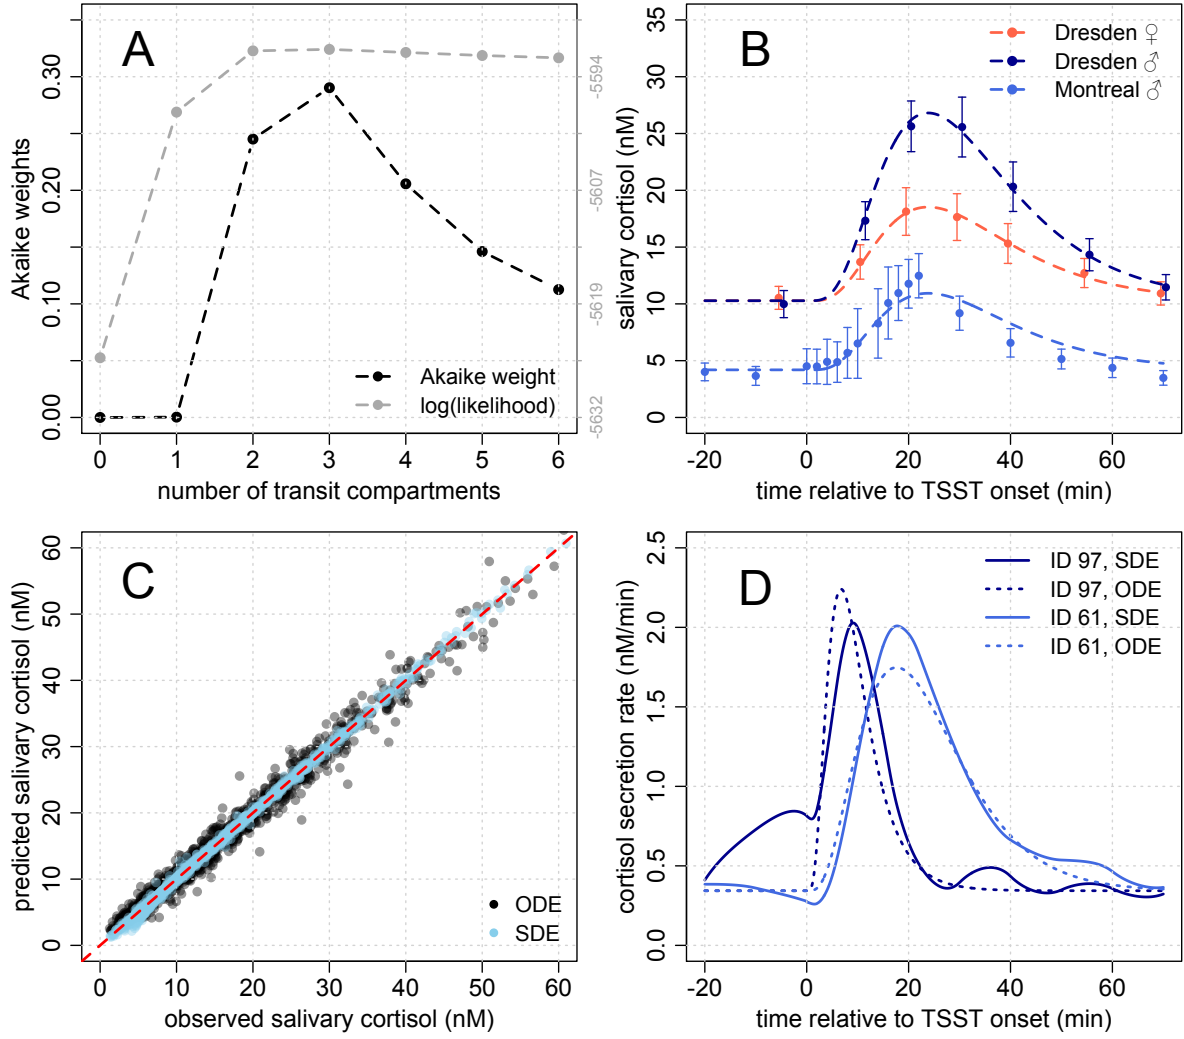 A
Akaike weights
0.30
0.20
0.10
0.00
-5594
-5607
-5619
-5632
Akaike weight
log(likelihood)
0 1 2 3 4 5 6
number of transit compartments
B
salivary cortisol (nM)
35
30
25
20
15
10
5
0
Dresden ♀
Dresden ♂
Montreal ♂
-20 0 20 40 60
time relative to TSST onset (min)
C
predicted salivary cortisol (nM)
60
50
40
30
20
10
0
ODE
SDE
0 10 20 30 40 50 60
observed salivary cortisol (nM)
D
cortisol secretion rate (nM/min)
2.5
2.0
1.5
1.0
0.5
0.0
ID 97, SDE
ID 97, ODE
ID 61, SDE
ID 61, ODE
-20 0 20 40 60
time relative to TSST onset (min)